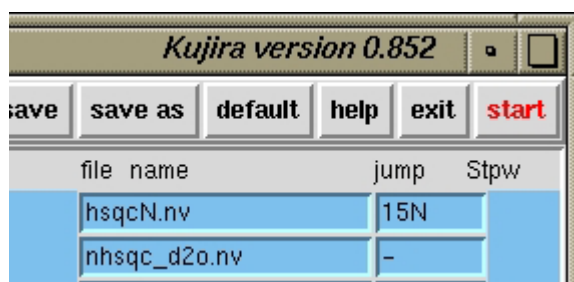 Kujira version 0.852
save save as default help exit start
file name jump Stpw
hsqcN.nv 15N
nhsqc_d2o.nv -